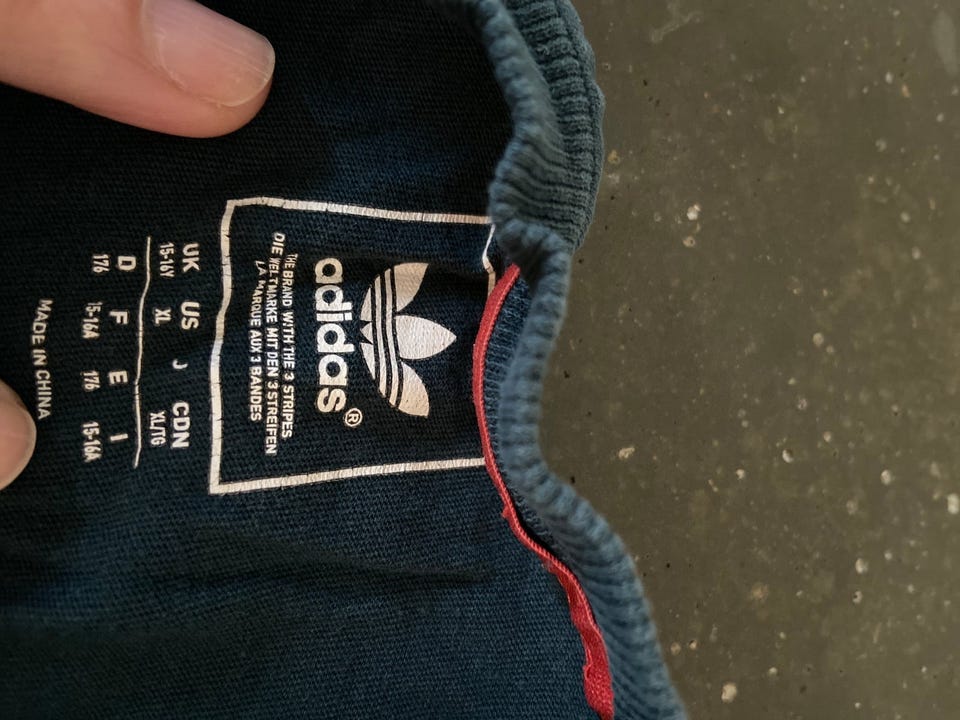 adidas®
THE BRAND WITH THE 3 STRIPES
DIE WELTMARKE MIT DEN 3 STREIFEN
LA MARQUE AUX 3 BANDES
UK US J CDN
15-16Y XL XL/TG
D F E I
176 15-16A 176 15-16A
MADE IN CHINA